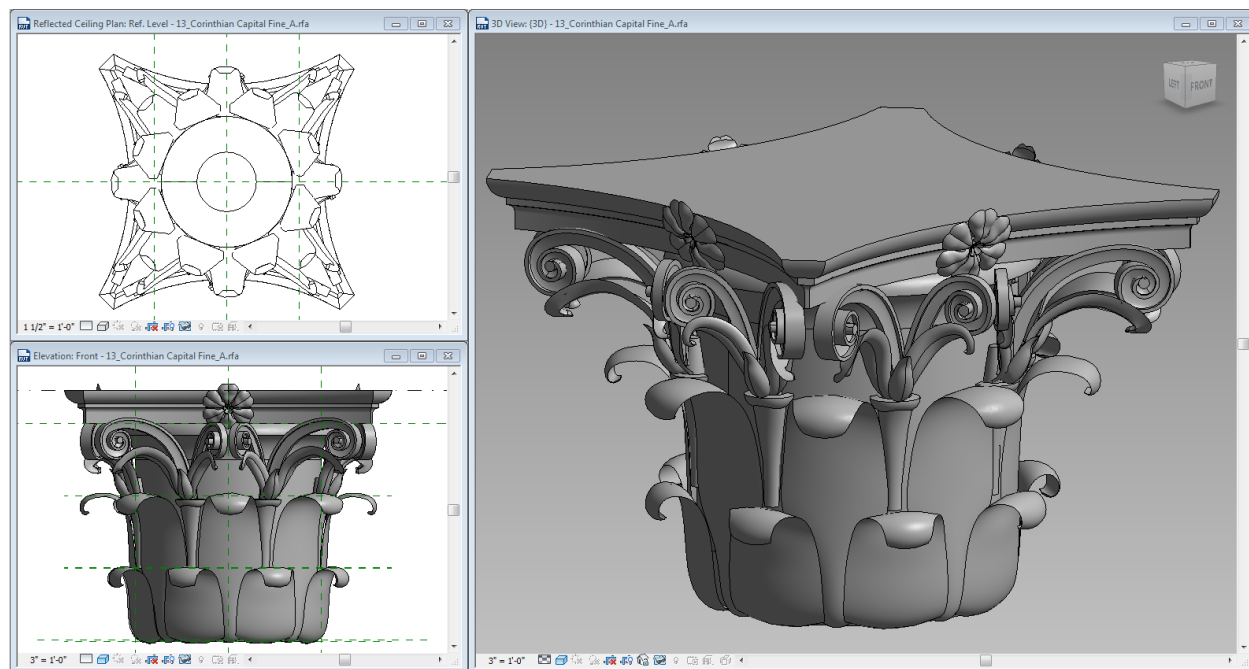 Reflected Ceiling Plan: Ref. Level - 13_Corinthian Capital Fine_A.rfa
1 1/2" = 1'-0"
Elevation: Front - 13_Corinthian Capital Fine_A.rfa
3" = 1'-0"
3D View: {3D} - 13_Corinthian Capital Fine_A.rfa
LEFT
FRONT
3" = 1'-0"